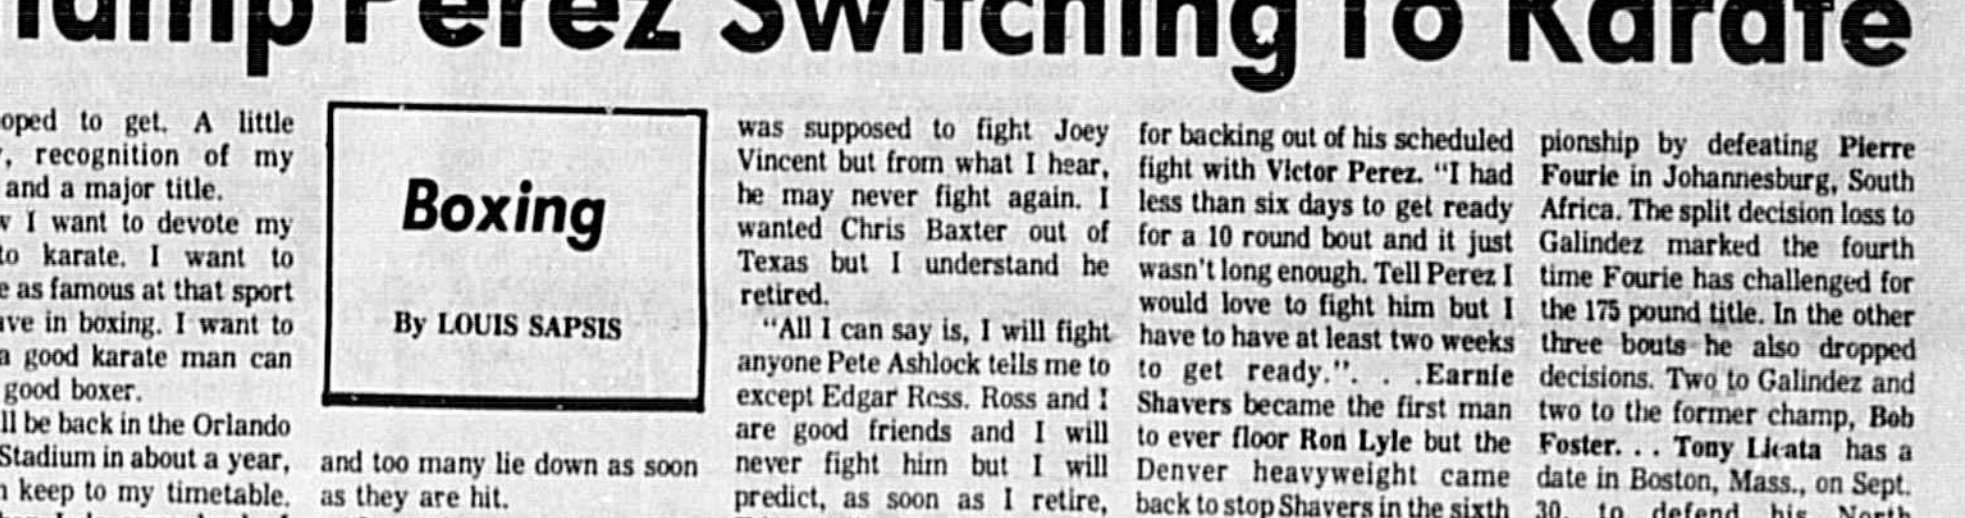 hamp Perez Switching To Karate
oped to get. A little
, recognition of my
and a major title.
w I want to devote my
to karate. I want to
e as famous at that sport
ave in boxing. I want to
a good karate man can
good boxer.
ll be back in the Orlando
Stadium in about a year,
n keep to my timetable.
Boxing
By LOUIS SAPSIS
and too many lie down as soon
as they are hit.
was supposed to fight Joey
Vincent but from what I hear,
he may never fight again. I
wanted Chris Baxter out of
Texas but I understand he
retired.
"All I can say is, I will fight
anyone Pete Ashlock tells me to
except Edgar Ross. Ross and I
are good friends and I will
never fight him but I will
predict, as soon as I retire,
for backing out of his scheduled
fight with Victor Perez. "I had
less than six days to get ready
for a 10 round bout and it just
wasn't long enough. Tell Perez I
would love to fight him but I
have to have at least two weeks
to get ready.". . .Earnie
Shavers became the first man
to ever floor Ron Lyle but the
Denver heavyweight came
back to stop Shavers in the sixth
pionship by defeating Pierre
Fourie in Johannesburg, South
Africa. The split decision loss to
Galindez marked the fourth
time Fourie has challenged for
the 175 pound title. In the other
three bouts he also dropped
decisions. Two to Galindez and
two to the former champ, Bob
Foster. . . Tony Licata has a
date in Boston, Mass., on Sept.
30, to defend his North